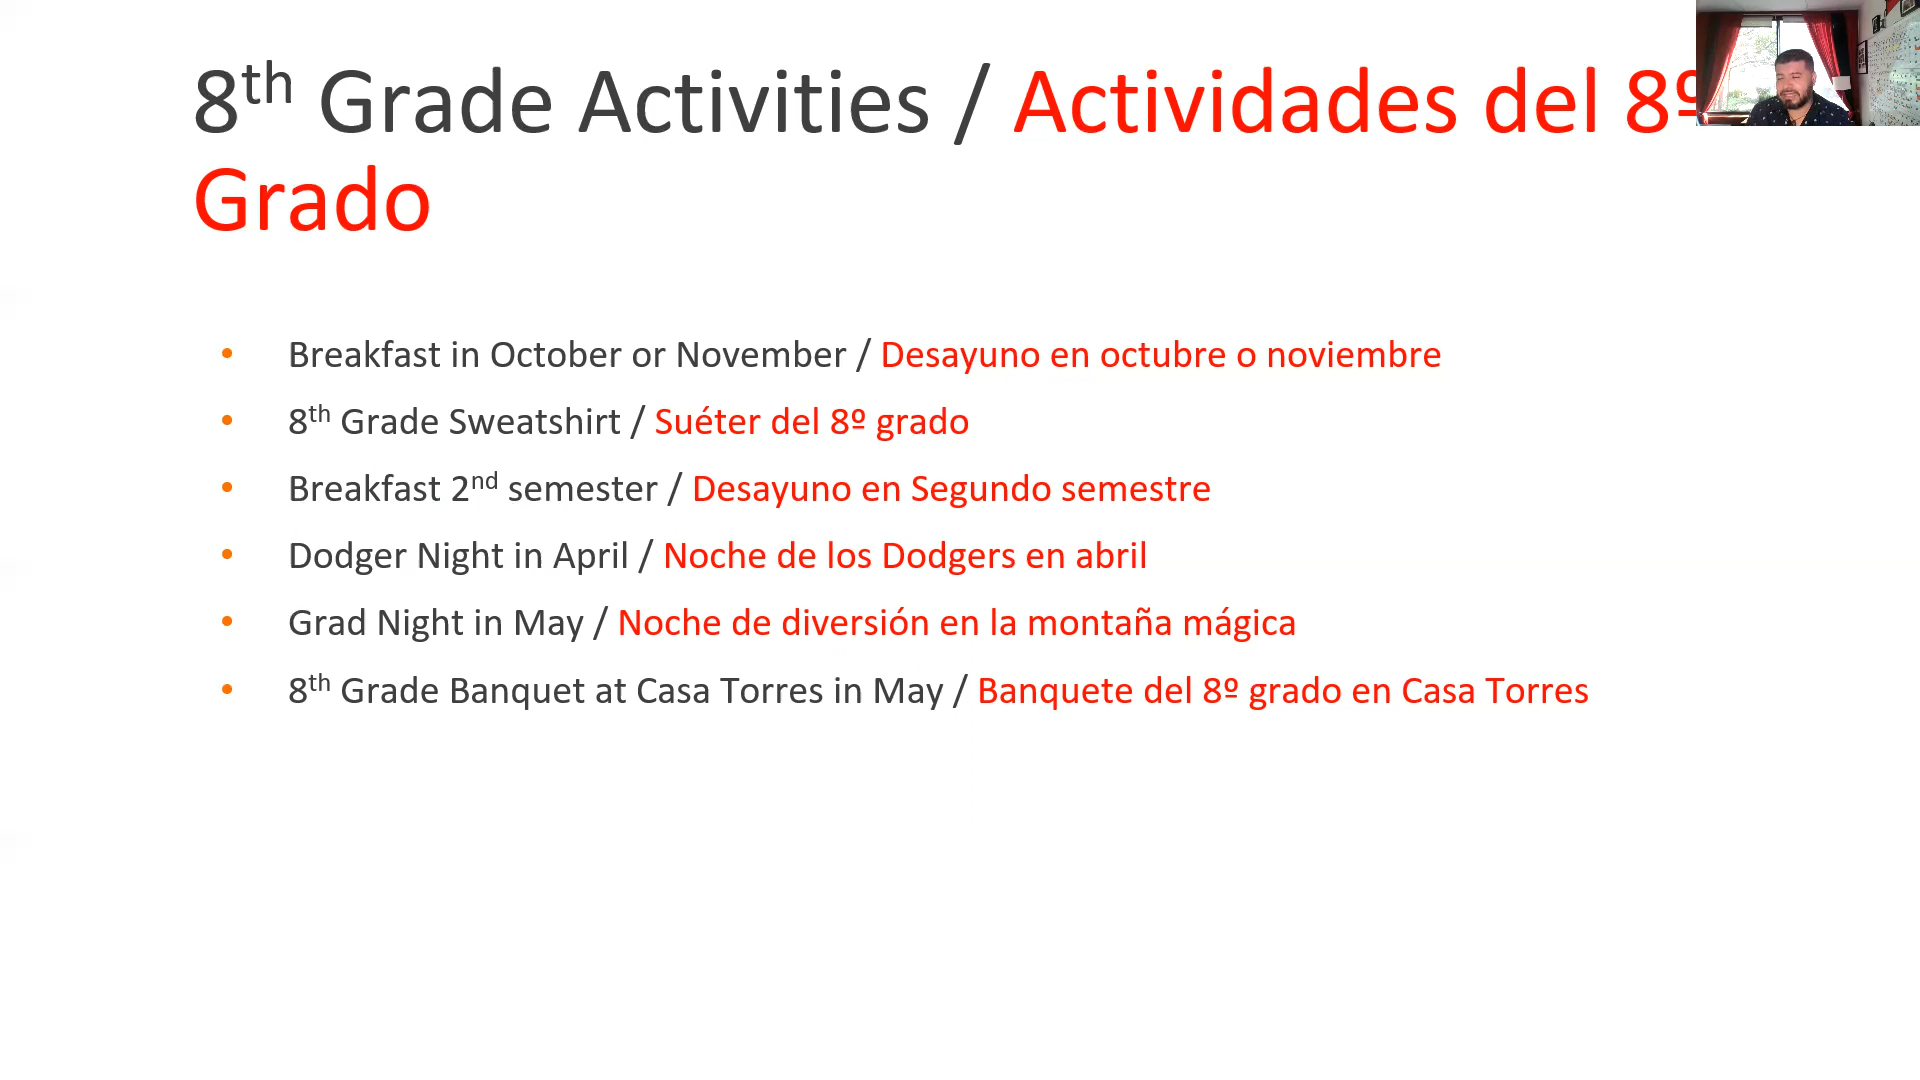 8th Grade Activities / Actividades del 8º
Grado
• Breakfast in October or November / Desayuno en octubre o noviembre
• 8th Grade Sweatshirt / Suéter del 8º grado
• Breakfast 2nd semester / Desayuno en Segundo semestre
• Dodger Night in April / Noche de los Dodgers en abril
• Grad Night in May / Noche de diversión en la montaña mágica
• 8th Grade Banquet at Casa Torres in May / Banquete del 8º grado en Casa Torres